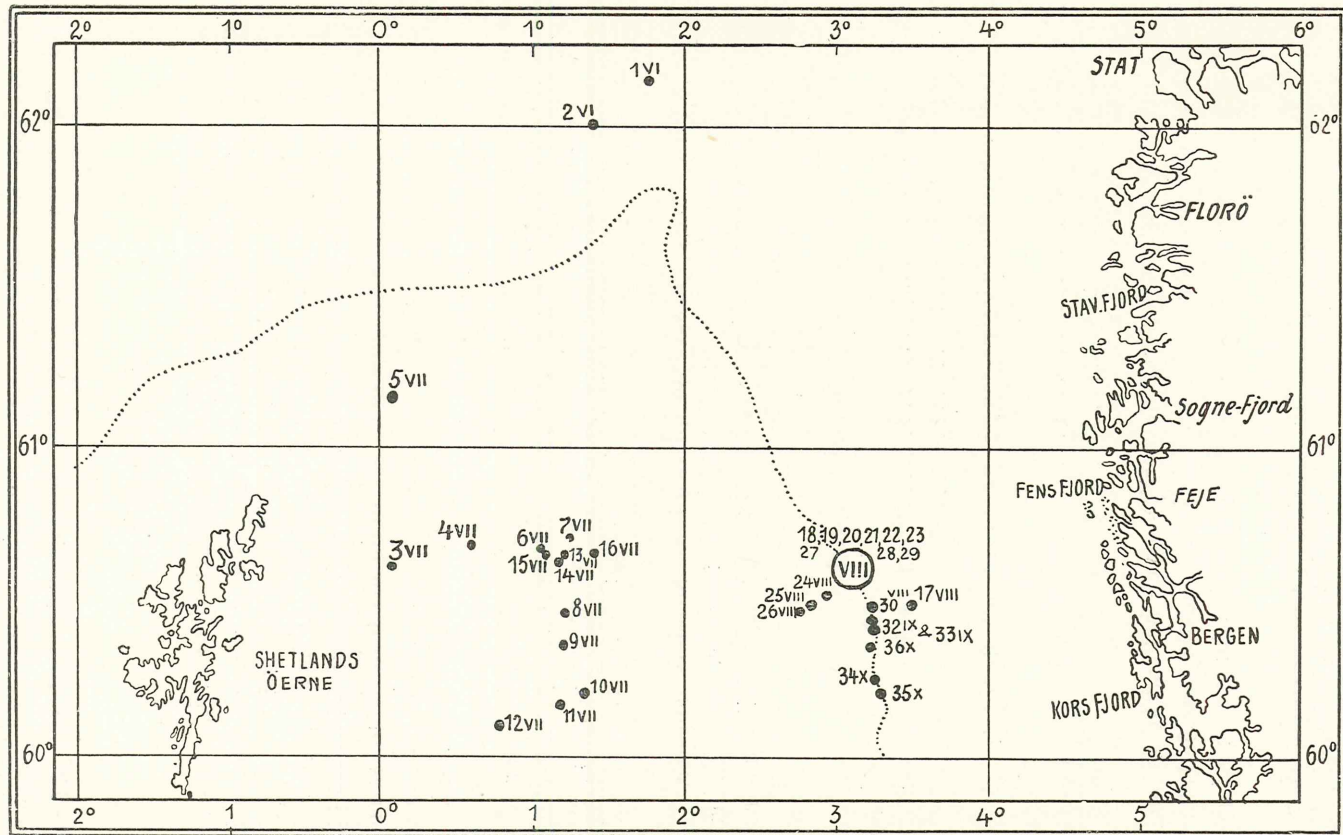 2° 1° 0° 1° 2° 3° 4° 5° 6°
1 VI
STAT
2 VI
62° 62°
FLORÖ
STAV. FJORD
5 VII
Sogne-Fjord
61° 61°
FENS FJORD
FEJE
4 VII
7 VII
6 VII
16 VII
3 VII
15 VII
13 VII
14 VII
18, 19, 20, 21, 22, 23
27
28, 29
VIII
24 VIII
25 VIII
26 VIII
VIII
30
17 VIII
8 VII
32 IX & 33 IX
BERGEN
9 VII
36 X
SHETLANDS
ÖERNE
34 X
10 VII
35 X
11 VII
KORS FJORD
12 VII
60° 60°
2° 1 0° 1 2° 3 4° 5 6°